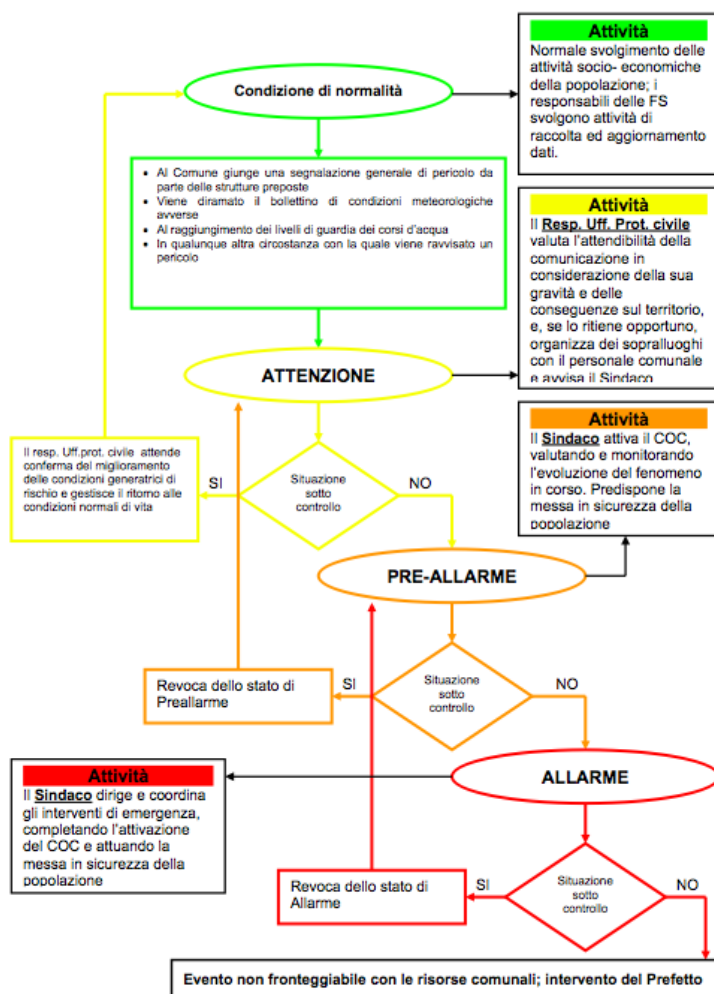 Attività
Normale svolgimento delle
attività socio- economiche
della popolazione; i
responsabili delle FS
svolgono attività di
raccolta ed aggiornamento
dati.
Condizione di normalità
• Al Comune giunge una segnalazione generale di pericolo da
parte delle strutture preposte
• Viene diramato il bollettino di condizioni meteorologiche
avverse
• Al raggiungimento dei livelli di guardia dei corsi d'acqua
• In qualunque altra circostanza con la quale viene ravvisato un
pericolo
Attività
Il Resp. Uff. Prot. civile
valuta l'attendibilità della
comunicazione in
considerazione della sua
gravità e delle
conseguenze sul territorio,
e, se lo ritiene opportuno,
organizza dei sopralluoghi
con il personale comunale
e avvisa il Sindaco
ATTENZIONE
Attività
Il Sindaco attiva il COC,
valutando e monitorando
l'evoluzione del fenomeno
in corso. Predispone la
messa in sicurezza della
popolazione
Il resp. Uff.prot. civile attende
conferma del miglioramento
delle condizioni generatrici di
rischio e gestisce il ritorno alle
condizioni normali di vita
SI
Situazione
sotto
controllo
NO
PRE-ALLARME
Revoca dello stato di
Preallarme
SI
Situazione
sotto
controllo
NO
ALLARME
Attività
Il Sindaco dirige e coordina
gli interventi di emergenza,
completando l'attivazione
del COC e attuando la
messa in sicurezza della
popolazione
Revoca dello stato di
Allarme
SI
Situazione
sotto
controllo
NO
Evento non fronteggiabile con le risorse comunali; intervento del Prefetto